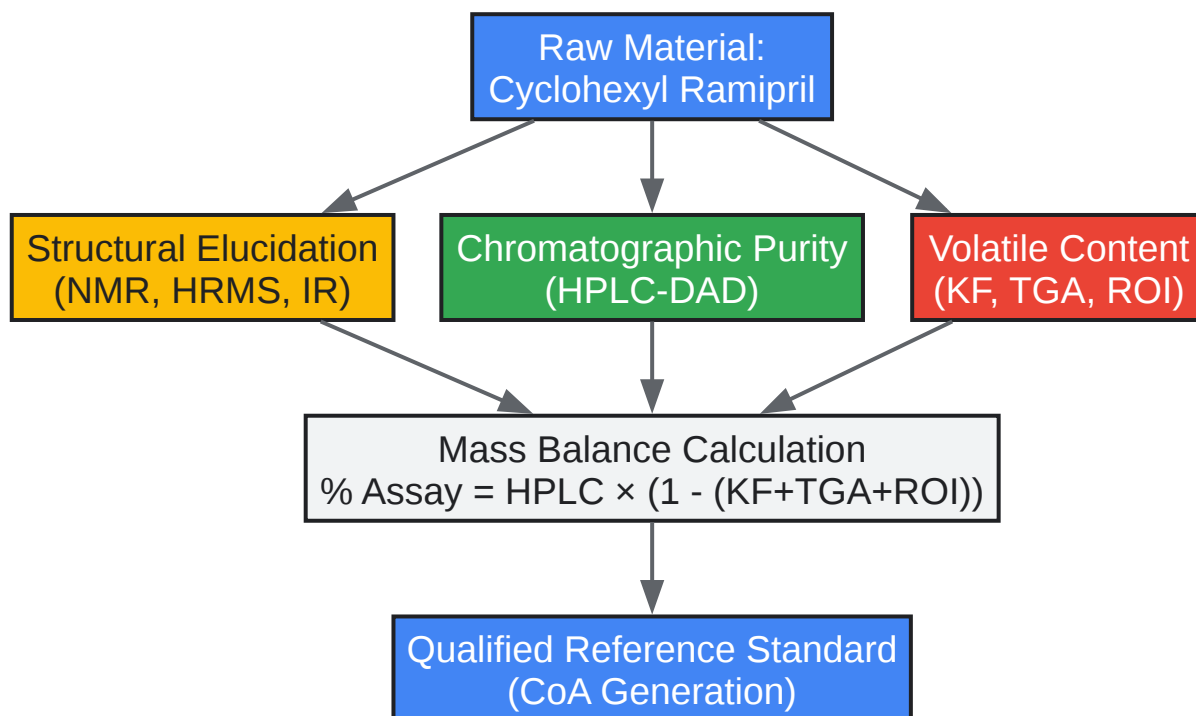 Raw Material:
Cyclohexyl Ramipril
Structural Elucidation
(NMR, HRMS, IR)
Chromatographic Purity
(HPLC-DAD)
Volatile Content
(KF, TGA, ROI)
Mass Balance Calculation
% Assay = HPLC × (1 - (KF+TGA+ROI))
Qualified Reference Standard
(CoA Generation)